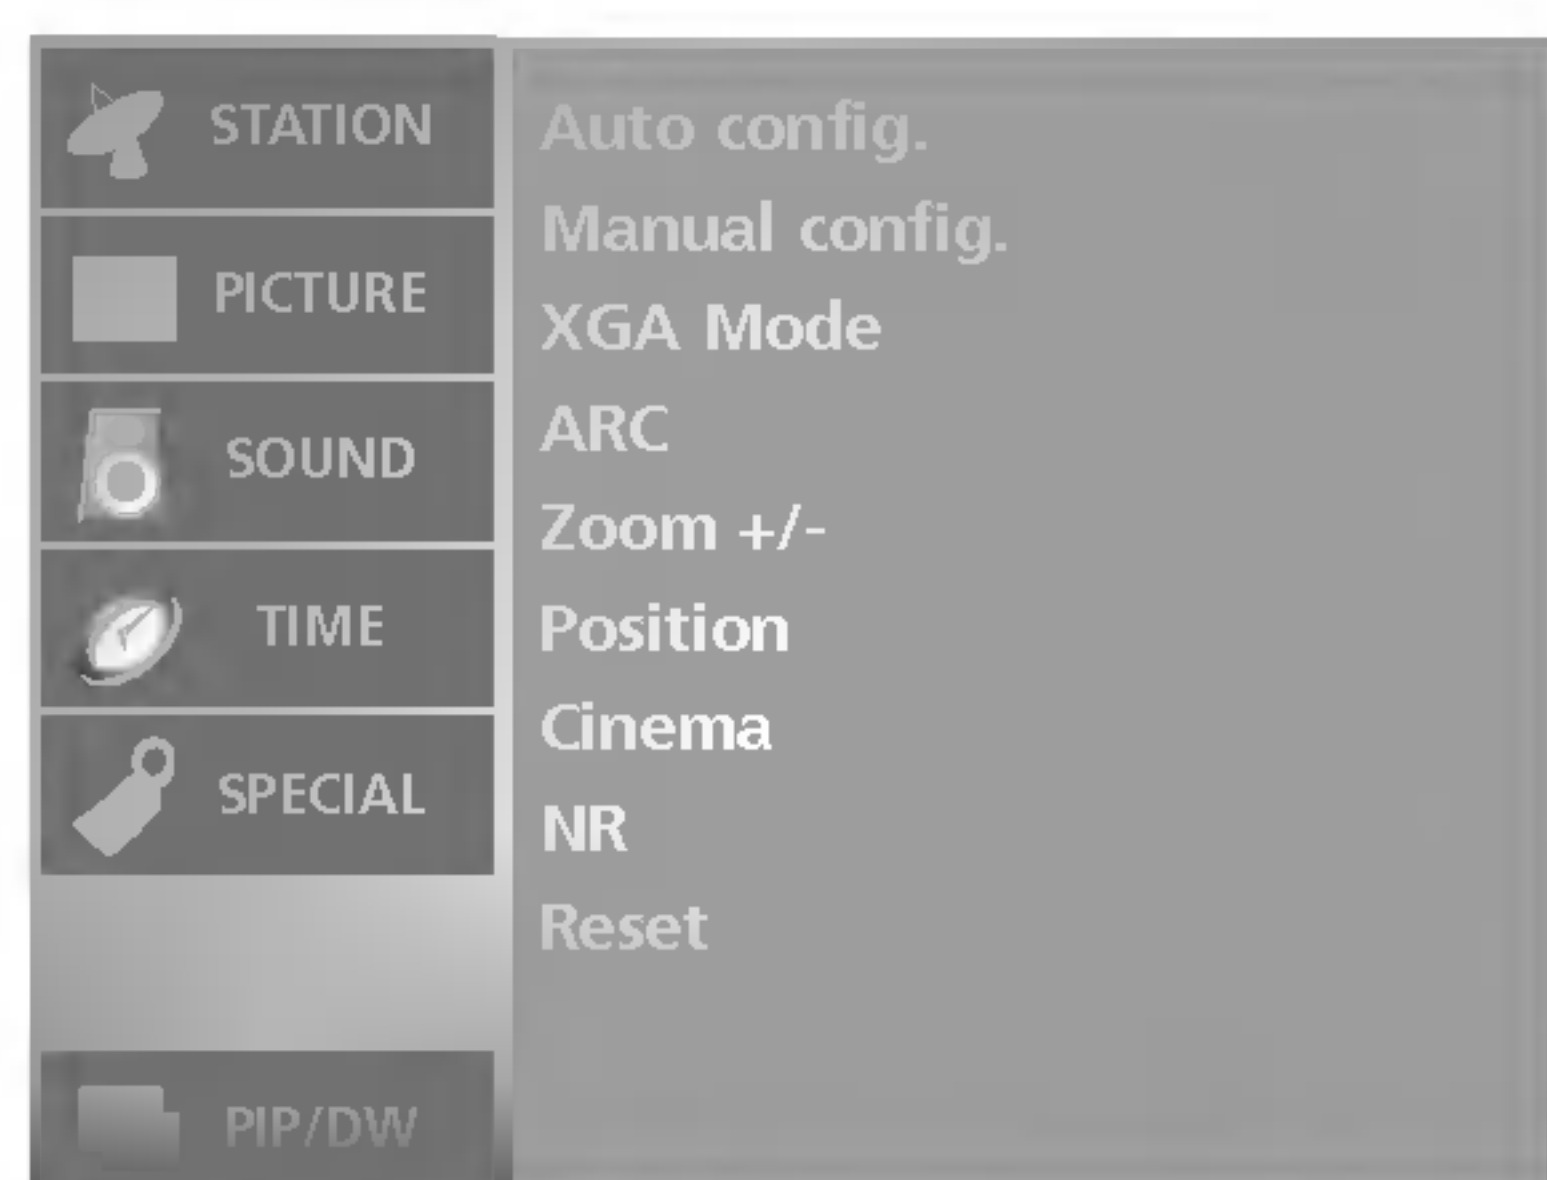 STATION
PICTURE
SOUND
TIME
SPECIAL
PIP/DW
Auto config.
Manual config.
XGA Mode
ARC
Zoom +/-
Position
Cinema
NR
Reset